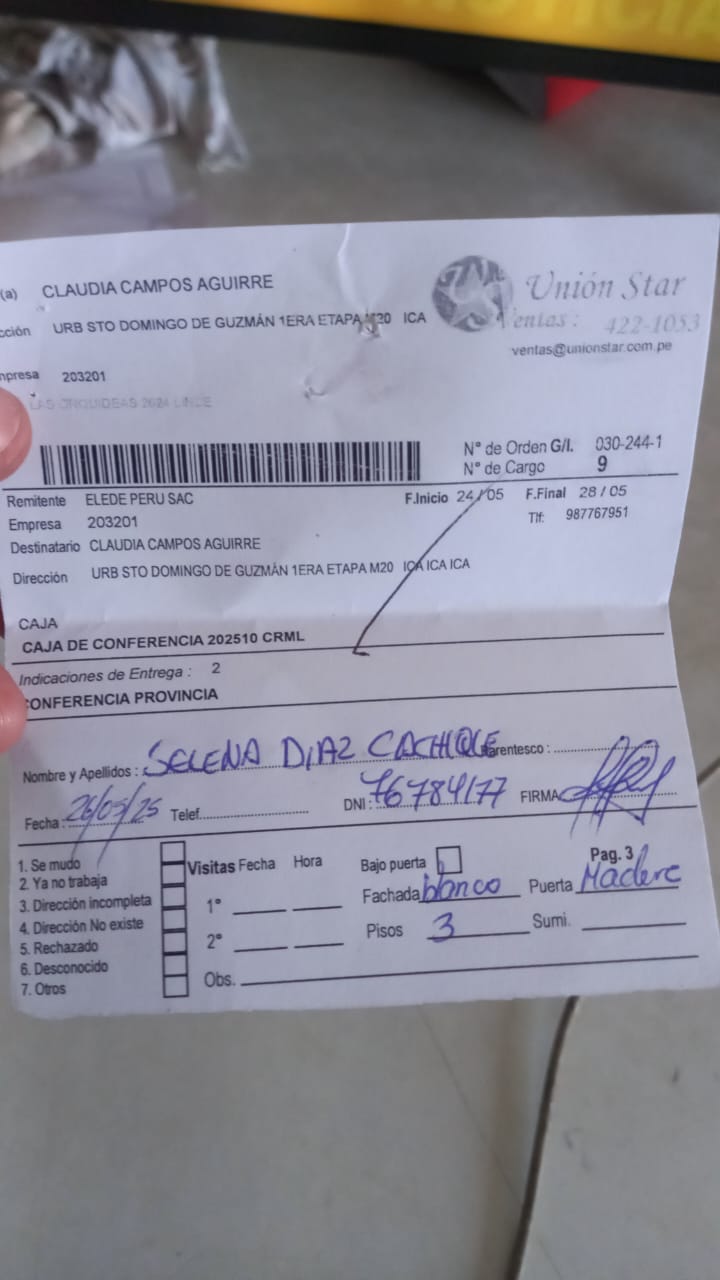 (a) CLAUDIA CAMPOS AGUIRRE
cción URB STO DOMINGO DE GUZMÁN 1ERA ETAPA M20 ICA
Unión Star
Ventas: 422-1053
ventas@unionstar.com.pe
mpresa 203201
LAS ORQUIDEAS 2624 LINCE
N° de Orden G/I. 030-244-1
N° de Cargo 9
Remitente ELEDE PERU SAC F.Inicio 24/05 F.Final 28/05
Empresa 203201 Tlf: 987767951
Destinatario CLAUDIA CAMPOS AGUIRRE
Dirección URB STO DOMINGO DE GUZMÁN 1ERA ETAPA M20 ICA ICA ICA
CAJA
CAJA DE CONFERENCIA 202510 CRML
Indicaciones de Entrega : 2
CONFERENCIA PROVINCIA
Nombre y Apellidos : SELENA DIAZ Parentesco :
Fecha : 26/05/25 Telef. DNI : 76784177 FIRMA
1. Se mudo
2. Ya no trabaja
3. Dirección incompleta
4. Dirección No existe
5. Rechazado
6. Desconocido
7. Otros
Visitas Fecha Hora
1°
2°
Obs.
Bajo puerta Pag. 3
Fachada blanco Puerta Madera
Pisos 3 Sumi.